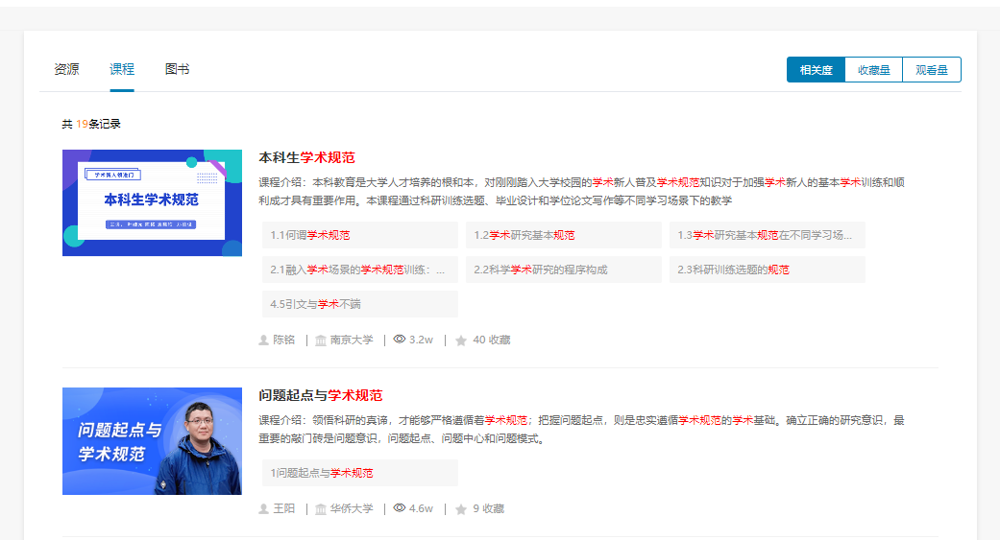 资源 课程 图书 相关度 收藏量 观看量
共 19条记录
学术新人领进门
本科生学术规范
本科生学术规范
课程介绍：本科教育是大学人才培养的根和本，对刚刚踏入大学校园的学术新人普及学术规范知识对于加强学术新人的基本学术训练和顺
利成才具有重要作用。本课程通过科研训练选题、毕业设计和学位论文写作等不同学习场景下的教学
1.1何谓学术规范 1.2学术研究基本规范 1.3学术研究基本规范在不同学习场...
2.1融入学术场景的学术规范训练：... 2.2科学学术研究的程序构成 2.3科研训练选题的规范
4.5引文与学术不端
陈铭 | 南京大学 | 3.2w | 40 收藏
问题起点与
学术规范
问题起点与学术规范
课程介绍：领悟科研的真谛，才能够严格遵循着学术规范；把握问题起点，则是忠实遵循学术规范的学术基础。确立正确的研究意识，最
重要的敲门砖是问题意识，问题起点、问题中心和问题模式。
1问题起点与学术规范
王阳 | 华侨大学 | 4.6w | 9 收藏